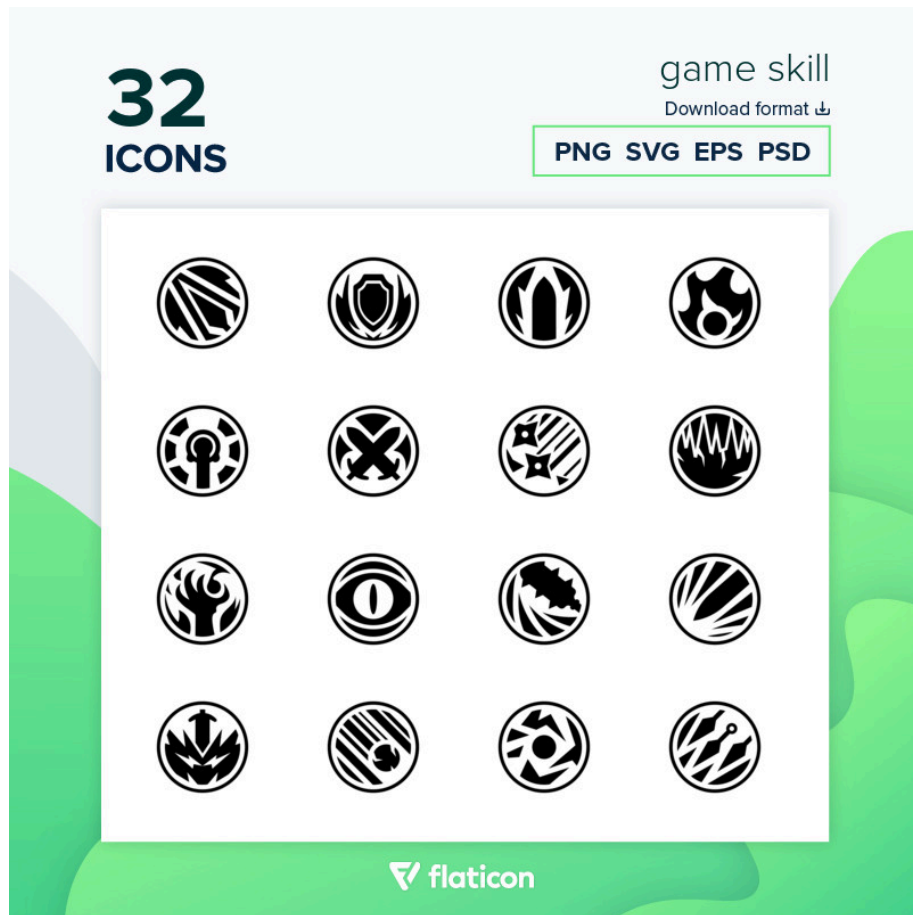 32
ICONS
game skill
Download format
PNG SVG EPS PSD
flaticon